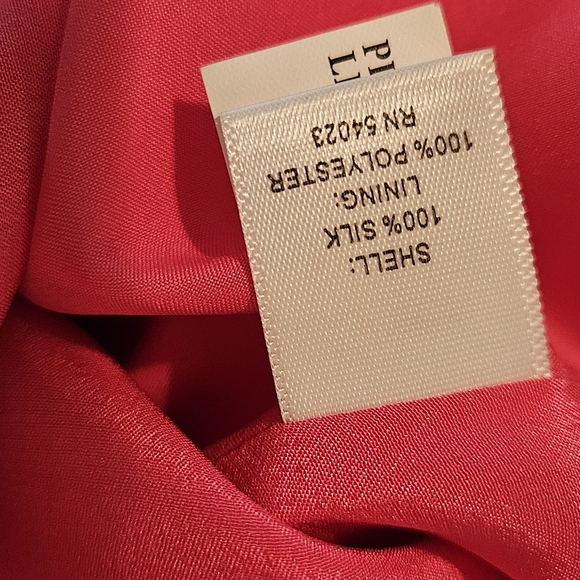 SHELL:
100% SILK
LINING:
100% POLYESTER
RN 54023